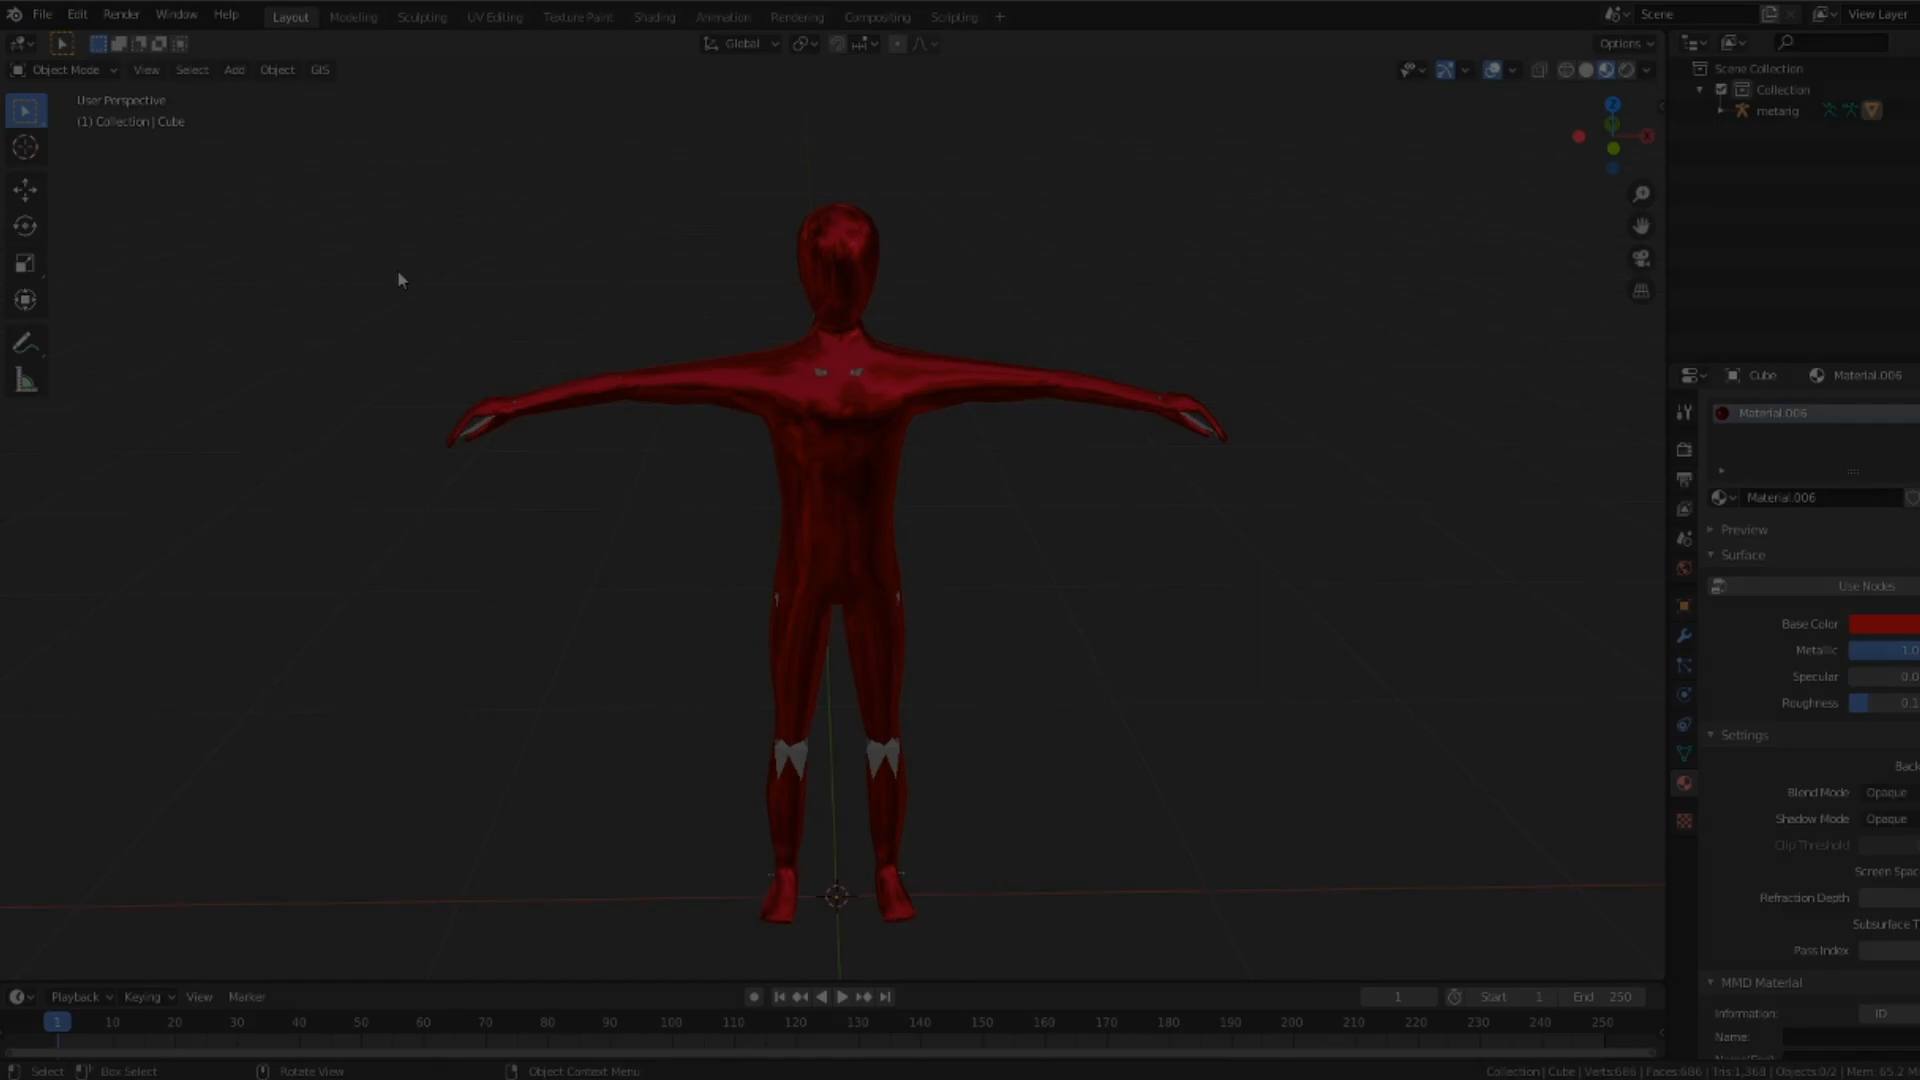 File Edit Render Window Help Layout Modeling Sculpting UV Editing Texture Paint Shading Animation Rendering Compositing Scripting + Scene View Layer
Global Options
Object Mode View Select Add Object GIS
Scene Collection
Collection
metarig
User Perspective
(1) Collection | Cube
Z
X
Cube Material.006
Material.006
Material.006
Preview
Surface
Use Nodes
Base Color
Metallic 1.0
Specular 0.0
Roughness 0.1
Settings
Back
Blend Mode Opaque
Shadow Mode Opaque
Clip Threshold
Screen Spac
Refraction Depth
Subsurface T
Pass Index
MMD Material
Information: ID
Name:
Playback Keying View Marker 1 Start 1 End 250
1 10 20 30 40 50 60 70 80 90 100 110 120 130 140 150 160 170 180 190 200 210 220 230 240 250
Select Box Select Rotate View Object Context Menu Collection | Cube | Verts:686 | Faces:686 | Tris:1,368 | Objects:0/2 | Mem: 65.2 M